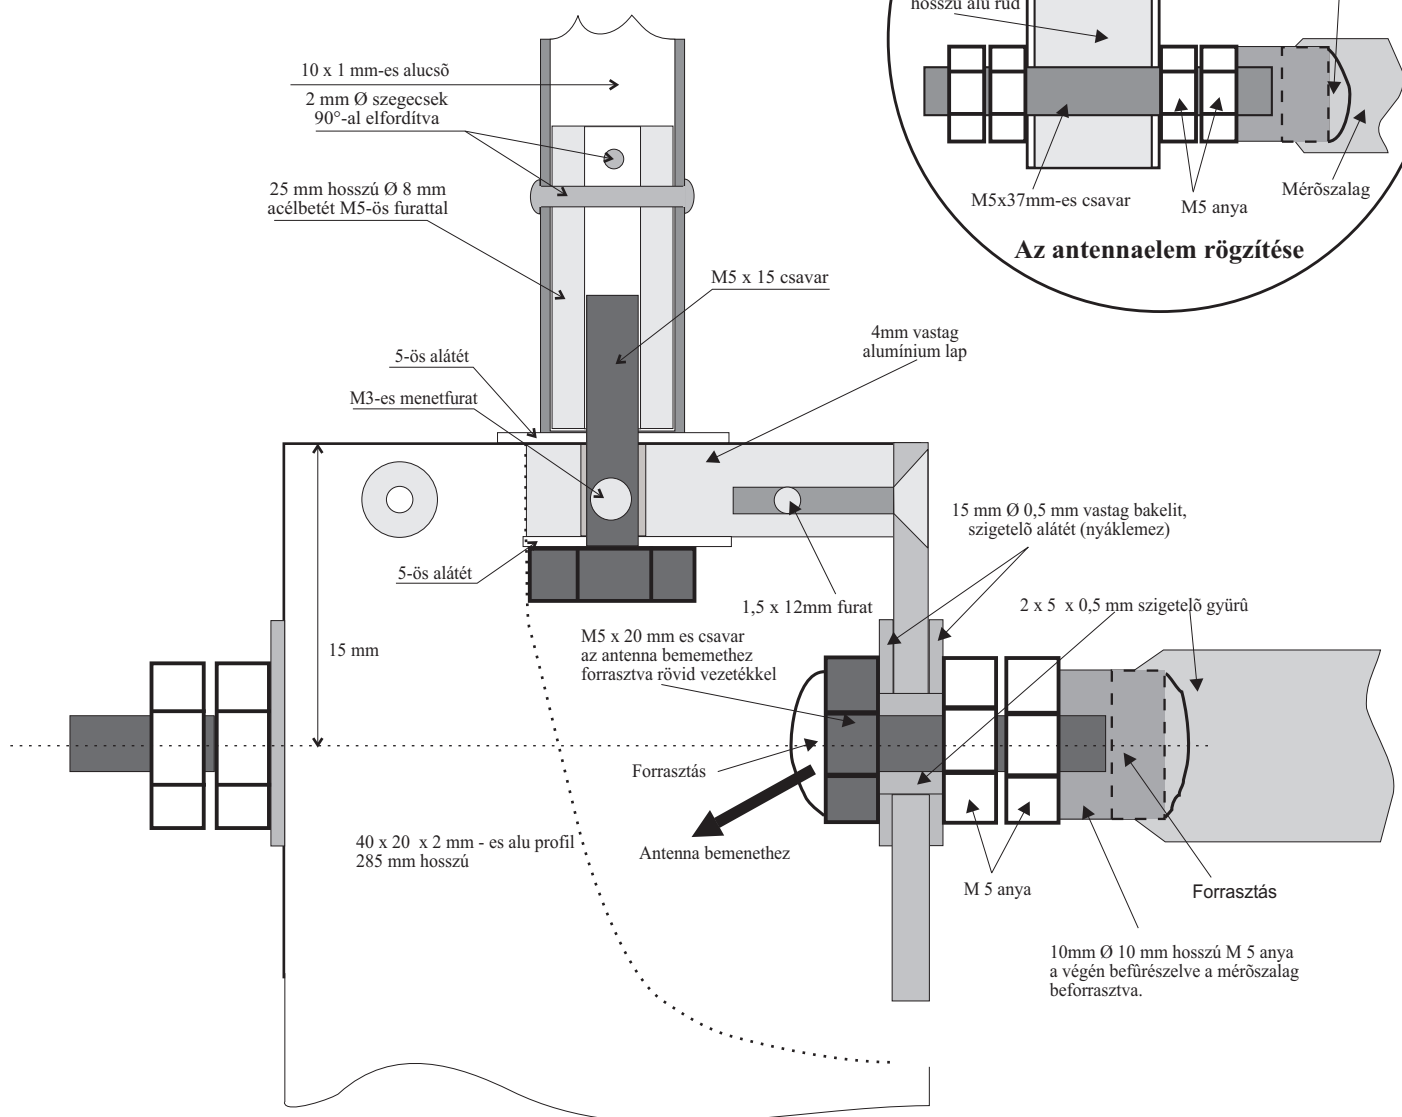 hosszú alu rúd
10 x 1 mm-es alucsõ
2 mm Ø szegecsek
90°-al elfordítva
25 mm hosszú Ø 8 mm
acélbetét M5-ös furattal
M5x37mm-es csavar
M5 anya
Mérõszalag
Az antennaelem rögzítése
M5 x 15 csavar
4mm vastag
alumínium lap
5-ös alátét
M3-es menetfurat
15 mm Ø 0,5 mm vastag bakelit,
szigetelõ alátét (nyáklemez)
5-ös alátét
1,5 x 12mm furat
2 x 5 x 0,5 mm szigetelõ gyürû
M5 x 20 mm es csavar
az antenna bememethez
forrasztva rövid vezetékkel
15 mm
Forrasztás
40 x 20 x 2 mm - es alu profil
285 mm hosszú
Antenna bemenethez
M 5 anya
Forrasztás
10mm Ø 10 mm hosszú M 5 anya
a végén befûrészelve a mérõszalag
beforrasztva.